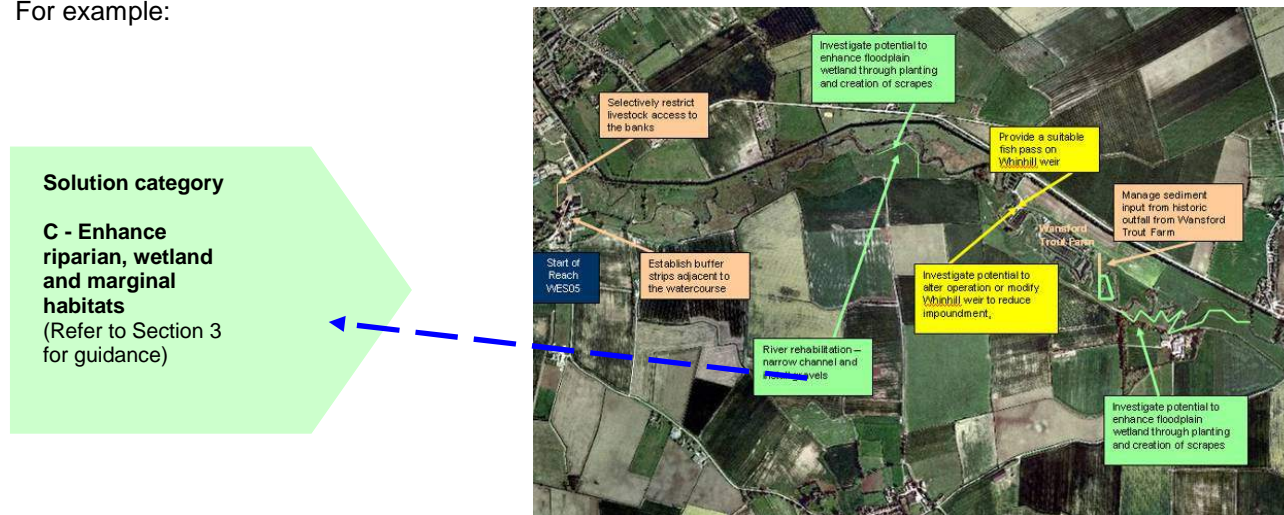 For example:
Solution category
C - Enhance
riparian, wetland
and marginal
habitats
(Refer to Section 3
for guidance)
Investigate potential to
enhance floodplain
wetland through planting
and creation of scrapes
Selectively restrict
livestock access to
the banks
Provide a suitable
fish pass on
Whinhill weir
Manage sediment
input from historic
outfall from Wansford
Trout Farm
Wansford
Trout Farm
Start of
Reach
WES05
Establish buffer
strips adjacent to
the watercourse
Investigate potential to
alter operation or modify
Whinhill weir to reduce
impoundment,
River rehabilitation –
narrow channel and
gravels
Investigate potential to
enhance floodplain
wetland through planting
and creation of scrapes